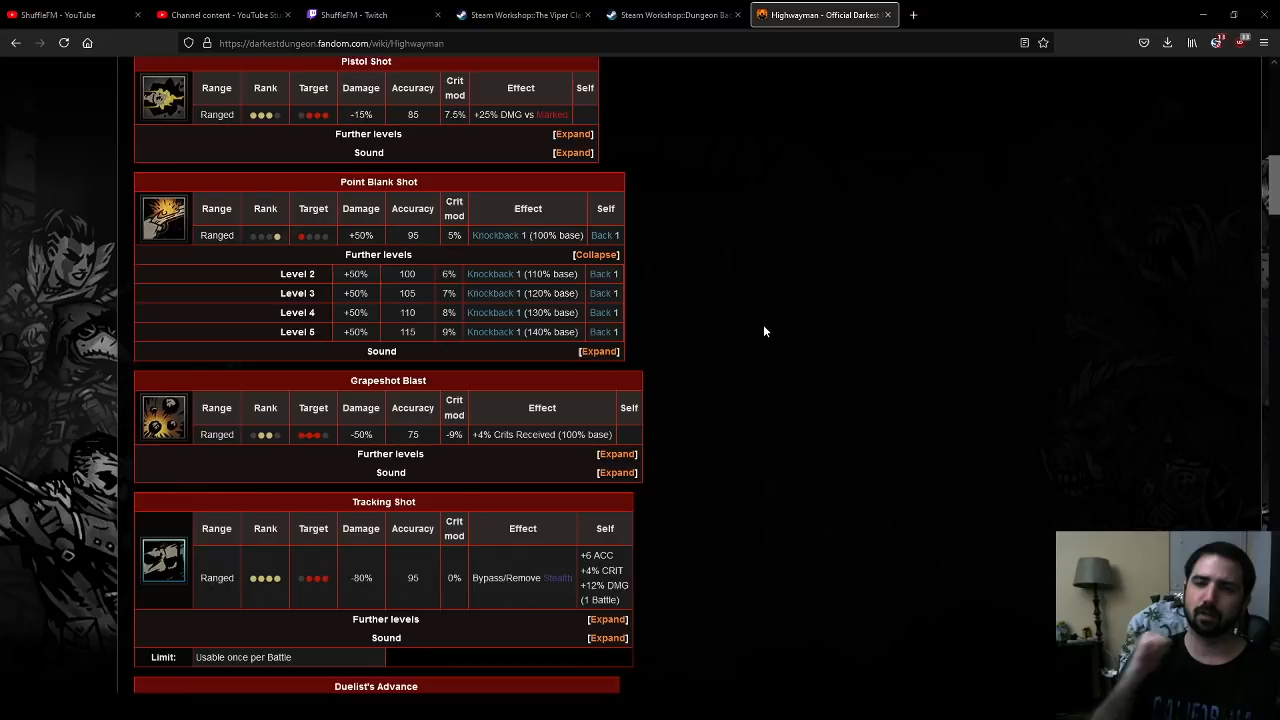 ShuffleFM - YouTube
Channel content - YouTube Stu
ShuffleFM - Twitch
Steam Workshop::The Viper Cla
Steam Workshop::Dungeon Ba
Highwayman - Official Darkest
https://darkestdungeon.fandom.com/wiki/Highwayman
Pistol Shot
Range Rank Target Damage Accuracy Crit mod Effect Self
Ranged -15% 85 7.5% +25% DMG vs Marked
Further levels [Expand]
Sound [Expand]
Point Blank Shot
Range Rank Target Damage Accuracy Crit mod Effect Self
Ranged +50% 95 5% Knockback 1 (100% base) Back 1
Further levels [Collapse]
Level 2 +50% 100 6% Knockback 1 (110% base) Back 1
Level 3 +50% 105 7% Knockback 1 (120% base) Back 1
Level 4 +50% 110 8% Knockback 1 (130% base) Back 1
Level 5 +50% 115 9% Knockback 1 (140% base) Back 1
Sound [Expand]
Grapeshot Blast
Range Rank Target Damage Accuracy Crit mod Effect Self
Ranged -50% 75 -9% +4% Crits Received (100% base)
Further levels [Expand]
Sound [Expand]
Tracking Shot
Range Rank Target Damage Accuracy Crit mod Effect Self
Ranged -80% 95 0% Bypass/Remove Stealth +6 ACC
+4% CRIT
+12% DMG
(1 Battle)
Further levels [Expand]
Sound [Expand]
Limit: Usable once per Battle
Duelist's Advance